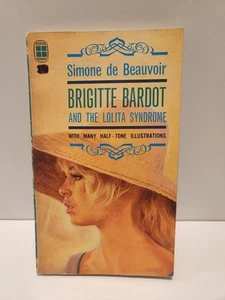 Simone de Beauvoir
BRIGITTE BARDOT
AND THE LOLITA SYNDROME
WITH MANY HALF-TONE ILLUSTRATIONS